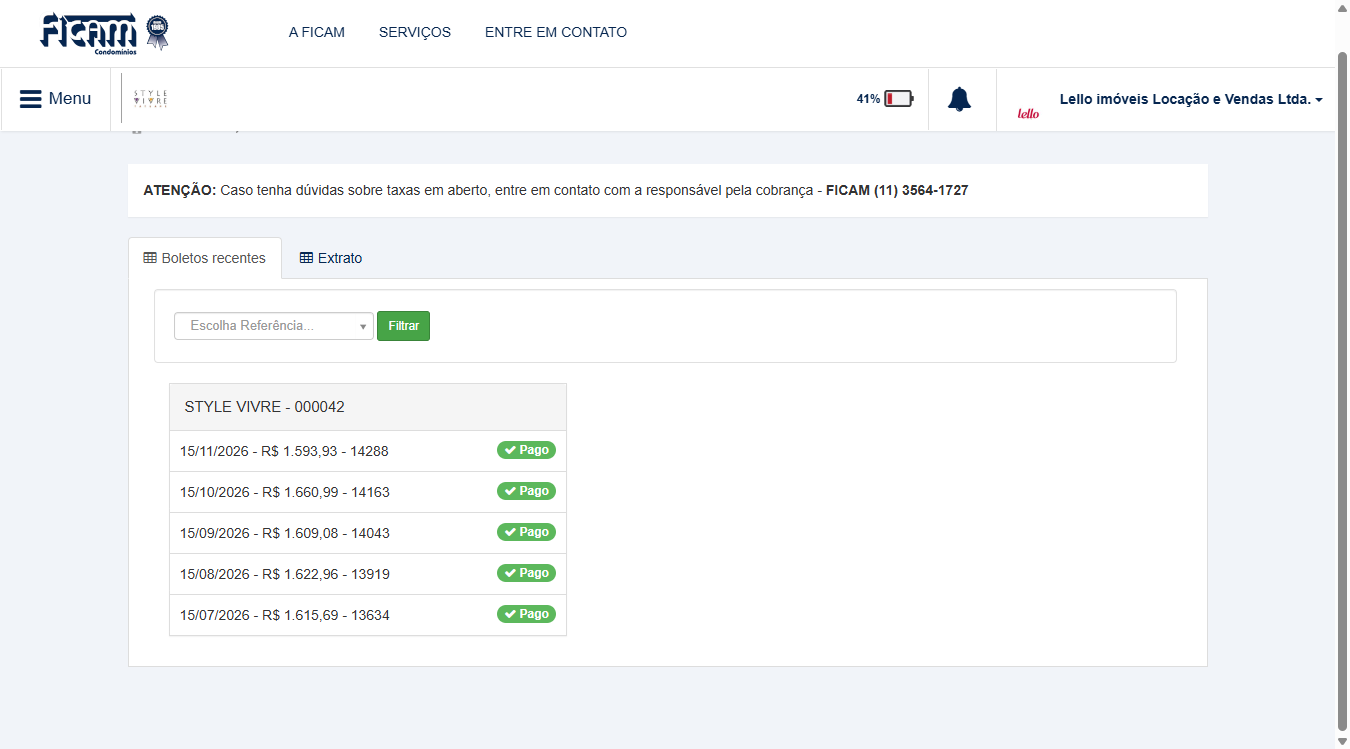 FICAM
DESDE
1985
Condomínios
A FICAM
SERVIÇOS
ENTRE EM CONTATO
Menu
STYLE
VIVRE
41%
lello
Lello imóveis Locação e Vendas Ltda.
ATENÇÃO: Caso tenha dúvidas sobre taxas em aberto, entre em contato com a responsável pela cobrança - FICAM (11) 3564-1727
Boletos recentes
Extrato
Escolha Referência...
Filtrar
STYLE VIVRE - 000042
15/11/2026 - R$ 1.593,93 - 14288 Pago
15/10/2026 - R$ 1.660,99 - 14163 Pago
15/09/2026 - R$ 1.609,08 - 14043 Pago
15/08/2026 - R$ 1.622,96 - 13919 Pago
15/07/2026 - R$ 1.615,69 - 13634 Pago